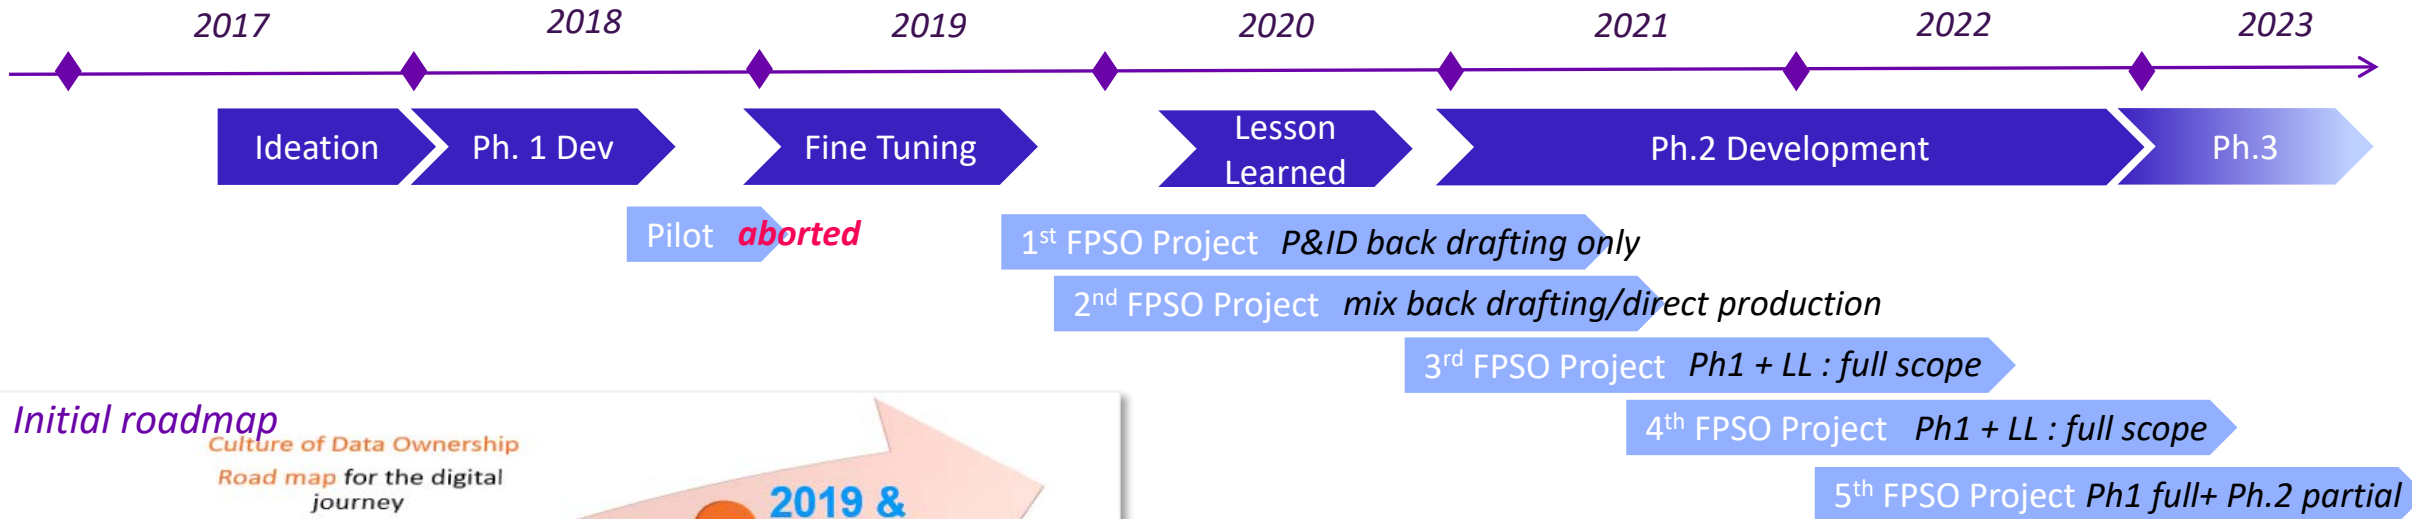 2017 2018 2019 2020 2021 2022 2023
Ideation Ph. 1 Dev Fine Tuning Lesson Learned Ph.2 Development Ph.3
Pilot aborted
1st FPSO Project P&ID back drafting only
2nd FPSO Project mix back drafting/direct production
3rd FPSO Project Ph1 + LL : full scope
4th FPSO Project Ph1 + LL : full scope
5th FPSO Project Ph1 full+ Ph.2 partial
Initial roadmap
Culture of Data Ownership
Road map for the digital
journey
2019 &